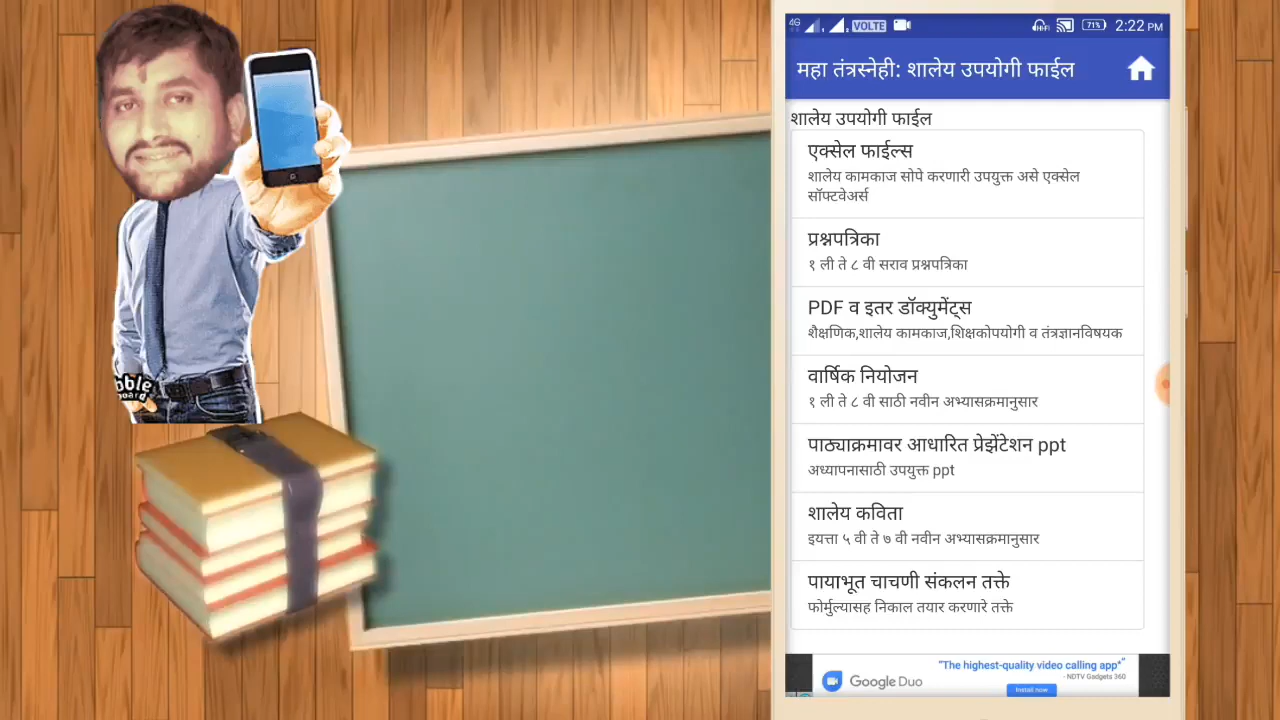 4G VOLTE HiFi 71% 2:22 PM
महा तंत्रस्नेही: शालेय उपयोगी फाईल
शालेय उपयोगी फाईल
एक्सेल फाईल्स
शालेय कामकाज सोपे करणारी उपयुक्त असे एक्सेल
सॉफ्टवेअर्स
प्रश्नपत्रिका
१ ली ते ८ वी सराव प्रश्नपत्रिका
PDF व इतर डॉक्युमेंट्स
शैक्षणिक,शालेय कामकाज,शिक्षकोपयोगी व तंत्रज्ञानविषयक
वार्षिक नियोजन
१ ली ते ८ वी साठी नवीन अभ्यासक्रमानुसार
पाठ्याक्रमावर आधारित प्रेझेंटेशन ppt
अध्यापनासाठी उपयुक्त ppt
शालेय कविता
इयत्ता ५ वी ते ७ वी नवीन अभ्यासक्रमानुसार
पायाभूत चाचणी संकलन तक्ते
फोर्मुल्यासह निकाल तयार करणारे तक्ते
"The highest-quality video calling app*"
- NDTV Gadgets 360
Google Duo
Install now